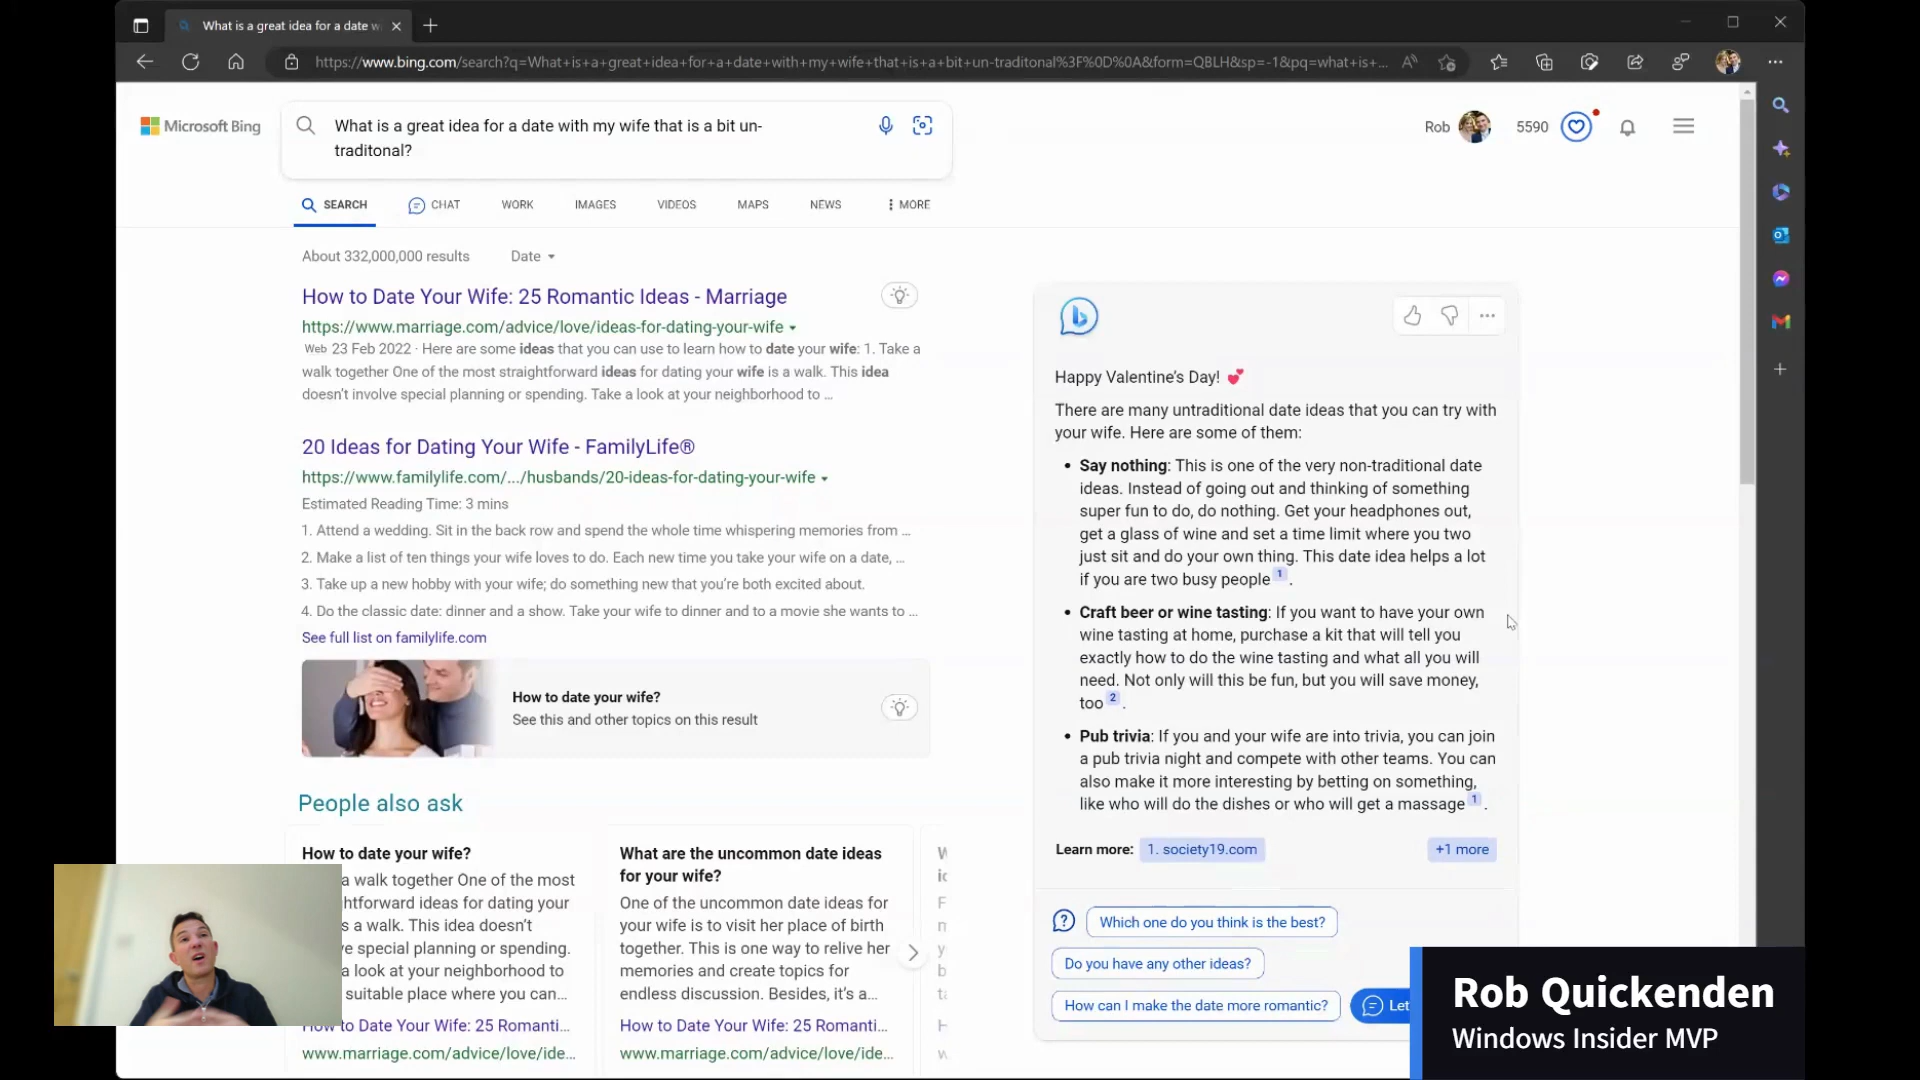 What is a great idea for a date w
https://www.bing.com/search?q=What+is+a+great+idea+for+a+date+with+my+wife+that+is+a+bit+un-traditonal%3F%0D%0A&form=QBLH&sp=-1&pq=what+is+...
Microsoft Bing
What is a great idea for a date with my wife that is a bit un-
traditonal?
Rob
5590
SEARCH
CHAT
WORK
IMAGES
VIDEOS
MAPS
NEWS
MORE
About 332,000,000 results
Date
How to Date Your Wife: 25 Romantic Ideas - Marriage
https://www.marriage.com/advice/love/ideas-for-dating-your-wife
Web 23 Feb 2022 · Here are some ideas that you can use to learn how to date your wife: 1. Take a
walk together One of the most straightforward ideas for dating your wife is a walk. This idea
doesn't involve special planning or spending. Take a look at your neighborhood to ...
20 Ideas for Dating Your Wife - FamilyLife®
https://www.familylife.com/.../husbands/20-ideas-for-dating-your-wife
Estimated Reading Time: 3 mins
1. Attend a wedding. Sit in the back row and spend the whole time whispering memories from ...
2. Make a list of ten things your wife loves to do. Each new time you take your wife on a date, ...
3. Take up a new hobby with your wife; do something new that you're both excited about.
4. Do the classic date: dinner and a show. Take your wife to dinner and to a movie she wants to ...
See full list on familylife.com
How to date your wife?
See this and other topics on this result
People also ask
How to date your wife?
a walk together One of the most
htforward ideas for dating your
s a walk. This idea doesn't
ve special planning or spending.
a look at your neighborhood to
suitable place where you can...
How to Date Your Wife: 25 Romanti...
www.marriage.com/advice/love/ide...
What are the uncommon date ideas
for your wife?
One of the uncommon date ideas for
your wife is to visit her place of birth
together. This is one way to relive her
memories and create topics for
endless discussion. Besides, it's a...
How to Date Your Wife: 25 Romanti...
www.marriage.com/advice/love/ide...
Happy Valentine's Day! 💕
There are many untraditional date ideas that you can try with
your wife. Here are some of them:
• Say nothing: This is one of the very non-traditional date
ideas. Instead of going out and thinking of something
super fun to do, do nothing. Get your headphones out,
get a glass of wine and set a time limit where you two
just sit and do your own thing. This date idea helps a lot
if you are two busy people 1 .
• Craft beer or wine tasting: If you want to have your own
wine tasting at home, purchase a kit that will tell you
exactly how to do the wine tasting and what all you will
need. Not only will this be fun, but you will save money,
too 2 .
• Pub trivia: If you and your wife are into trivia, you can join
a pub trivia night and compete with other teams. You can
also make it more interesting by betting on something,
like who will do the dishes or who will get a massage 1 .
Learn more: 1. society19.com +1 more
Which one do you think is the best?
Do you have any other ideas?
How can I make the date more romantic?
Let
Rob Quickenden
Windows Insider MVP